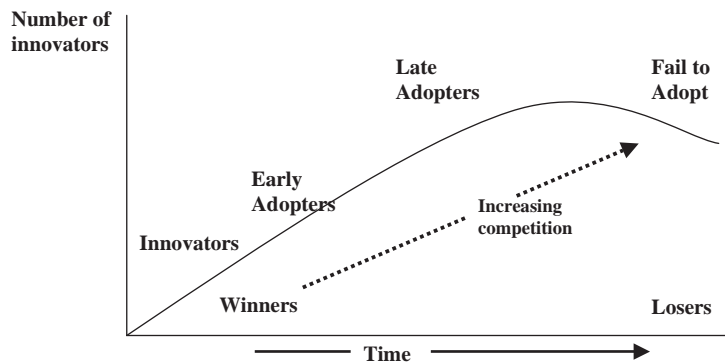 Number of
innovators
Late
Adopters
Fail to
Adopt
Early
Adopters
Increasing
competition
Innovators
Winners
Losers
Time